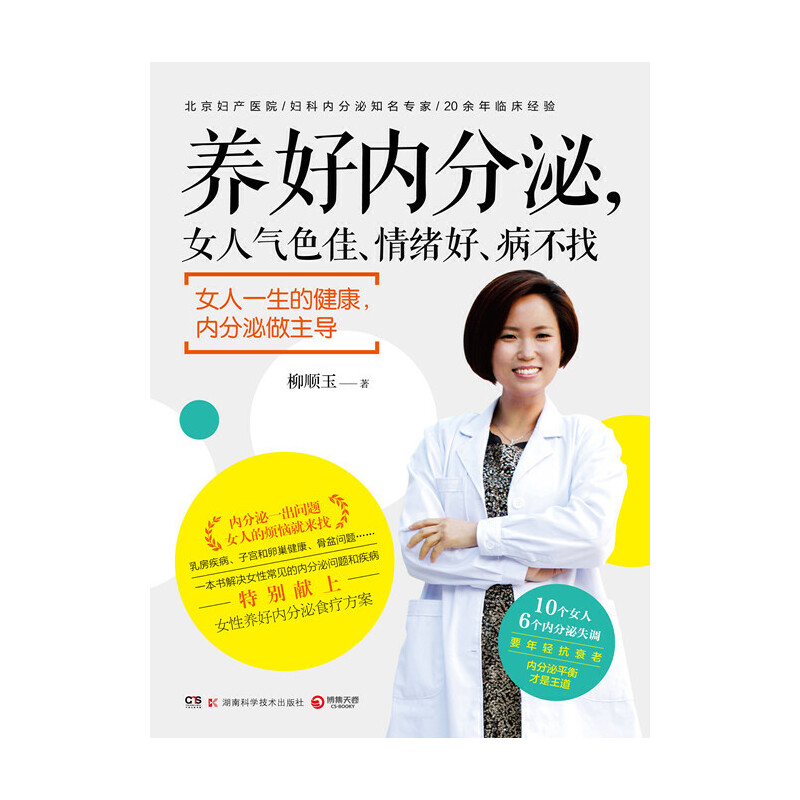 北京妇产医院/妇科内分泌知名专家/20余年临床经验
养好内分泌,
女人气色佳、情绪好、病不找
女人一生的健康,
内分泌做主导
柳顺玉——著
内分泌一出问题
女人的烦恼就来找
乳房疾病、子宫和卵巢健康、骨盆问题……
一本书解决女性常见的内分泌问题和疾病
特别献上
女性养好内分泌食疗方案
10个女人
6个内分泌失调
要年轻抗衰老
内分泌平衡
才是王道
CTS
湖南科学技术出版社
博集天卷
CS-BOOKY